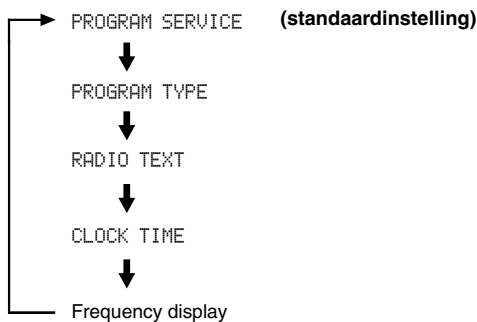 PROGRAM SERVICE (standaardinstelling)
PROGRAM TYPE
RADIO TEXT
CLOCK TIME
Frequency display